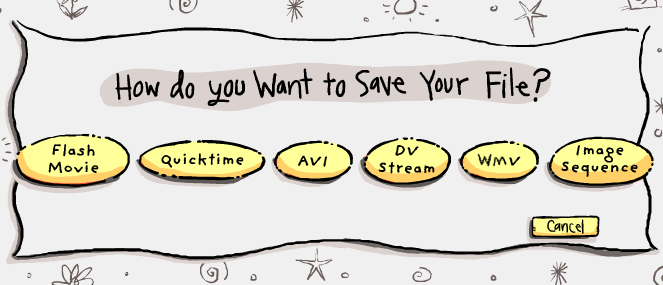 How do you Want to Save Your File?
Flash
Movie
Quicktime
AVI
DV
Stream
WMV
Image
Sequence
Cancel